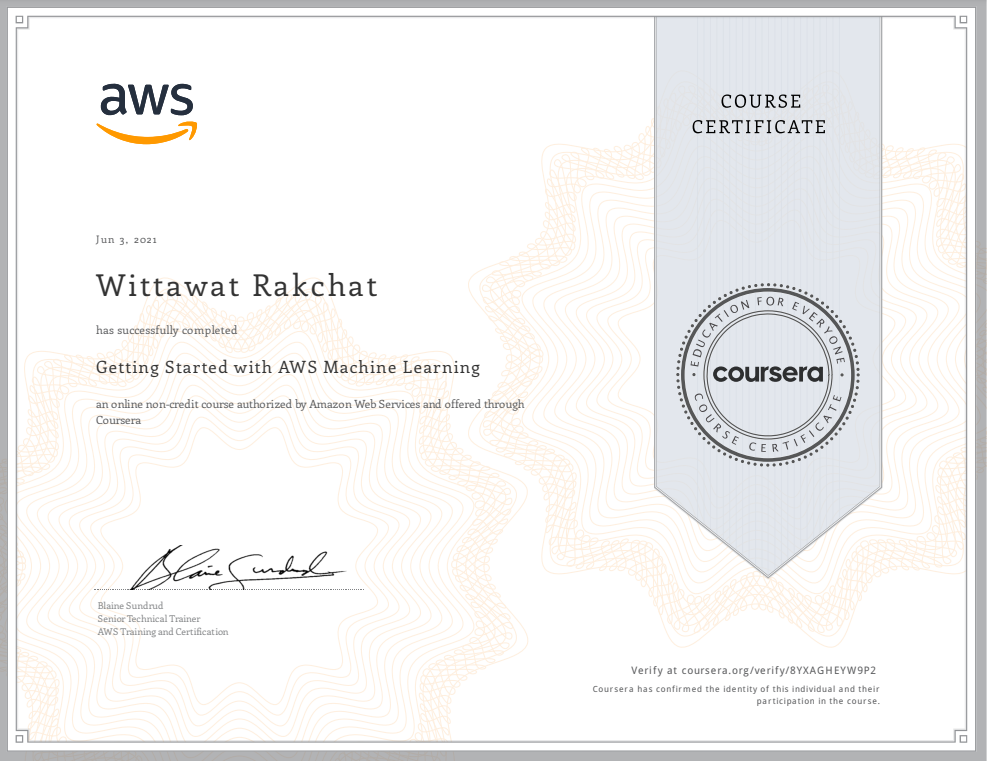 aws
COURSE
CERTIFICATE
Jun 3, 2021
Wittawat Rakchat
has successfully completed
Getting Started with AWS Machine Learning
an online non-credit course authorized by Amazon Web Services and offered through
Coursera
EDUCATION FOR EVERYONE
coursera
COURSE CERTIFICATE
Blaine Sundrud
Blaine Sundrud
Senior Technical Trainer
AWS Training and Certification
Verify at coursera.org/verify/8YXAGHEYW9P2
Coursera has confirmed the identity of this individual and their
participation in the course.